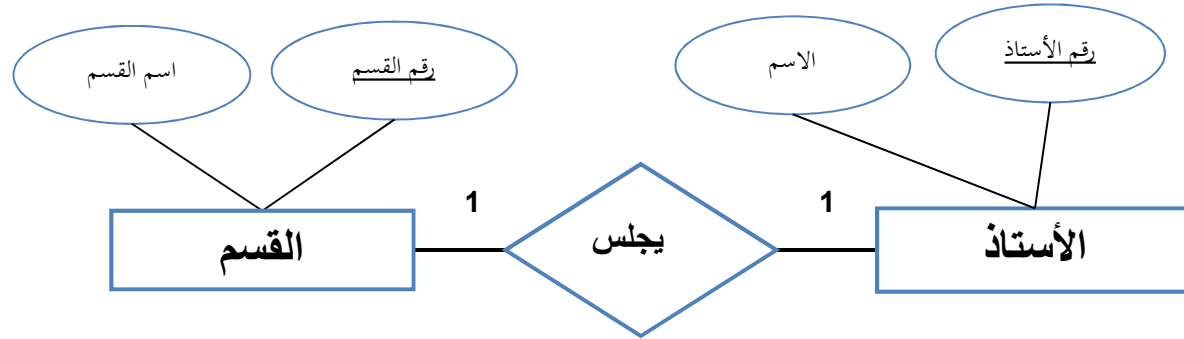 رقم الأستاذ
الاسم
رقم القسم
اسم القسم
الأستاذ
1
يجلس
1
القسم